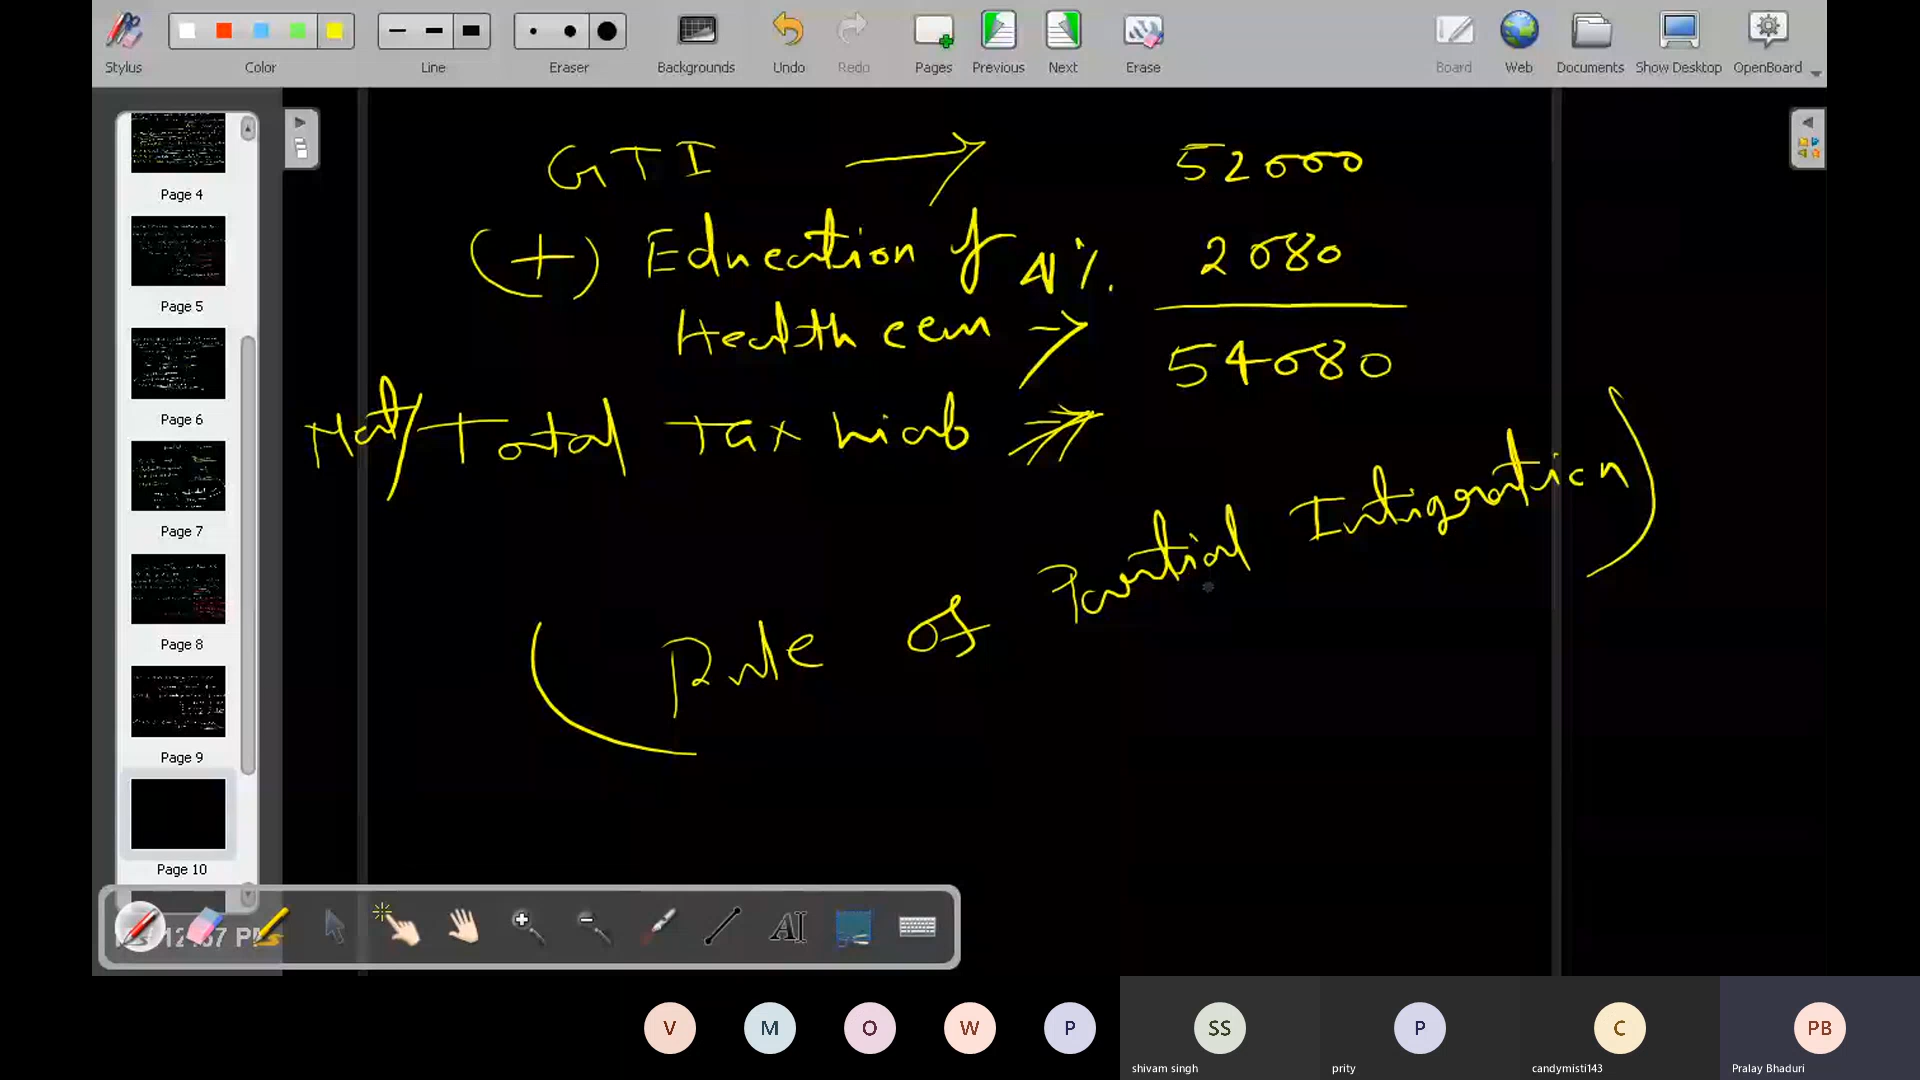 Stylus Color Line Eraser Backgrounds Undo Redo Pages Previous Next Erase Board Web Documents Show Desktop OpenBoard
Page 4
Page 5
Page 6
Page 7
Page 8
Page 9
Page 10
GTI → 52000
(+) Education of 4%. 2080
Health cess → 54080
Total Tax Liab
(Rule of Partial Integration)
V M O W P SS P C PB
shivam singh prity candymisti143 Pralay Bhaduri